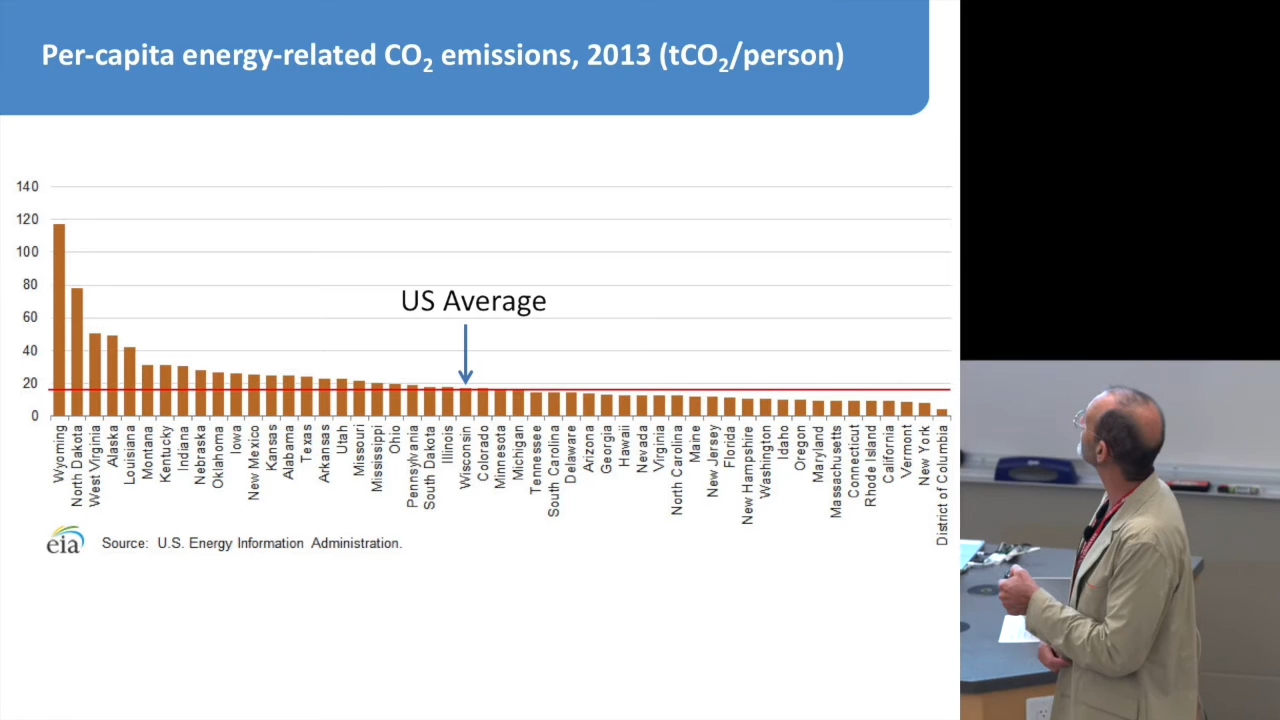 Per-capita energy-related CO₂ emissions, 2013 (tCO₂/person)
140
120
100
80
60
40
20
0
US Average
Wyoming
North Dakota
West Virginia
Alaska
Louisiana
Montana
Kentucky
Indiana
Nebraska
Oklahoma
Iowa
New Mexico
Kansas
Alabama
Texas
Arkansas
Utah
Missouri
Mississippi
Ohio
Pennsylvania
South Dakota
Illinois
Wisconsin
Colorado
Minnesota
Michigan
Tennessee
South Carolina
Delaware
Arizona
Georgia
Hawaii
Nevada
Virginia
North Carolina
Maine
New Jersey
Florida
New Hampshire
Washington
Idaho
Oregon
Maryland
Massachusetts
Connecticut
Rhode Island
California
Vermont
New York
District of Columbia
eia
Source: U.S. Energy Information Administration.